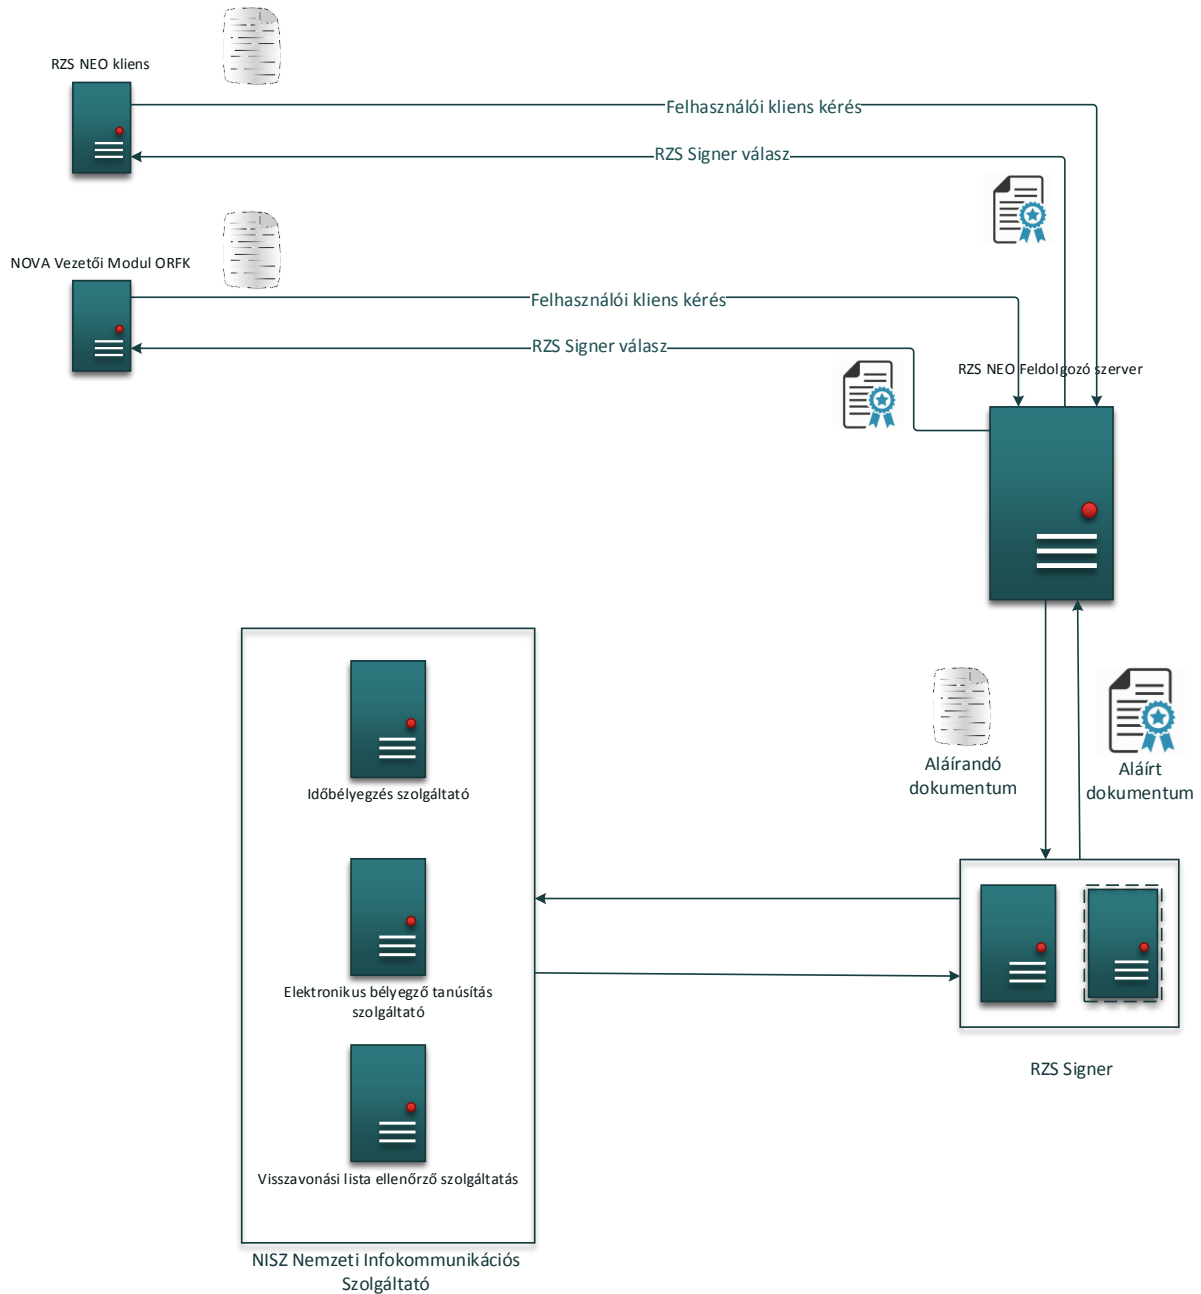 RZS NEO kliens
Felhasználói kliens kérés
RZS Signer válasz
NOVA Vezetői Modul ORFK
Felhasználói kliens kérés
RZS Signer válasz
RZS NEO Feldolgozó szerver
Aláírandó
dokumentum
Aláírt
dokumentum
Időbélyegzés szolgáltató
Elektronikus bélyegző tanúsítás
szolgáltató
RZS Signer
Visszavonási lista ellenőrző szolgáltatás
NISZ Nemzeti Infokommunikációs
Szolgáltató